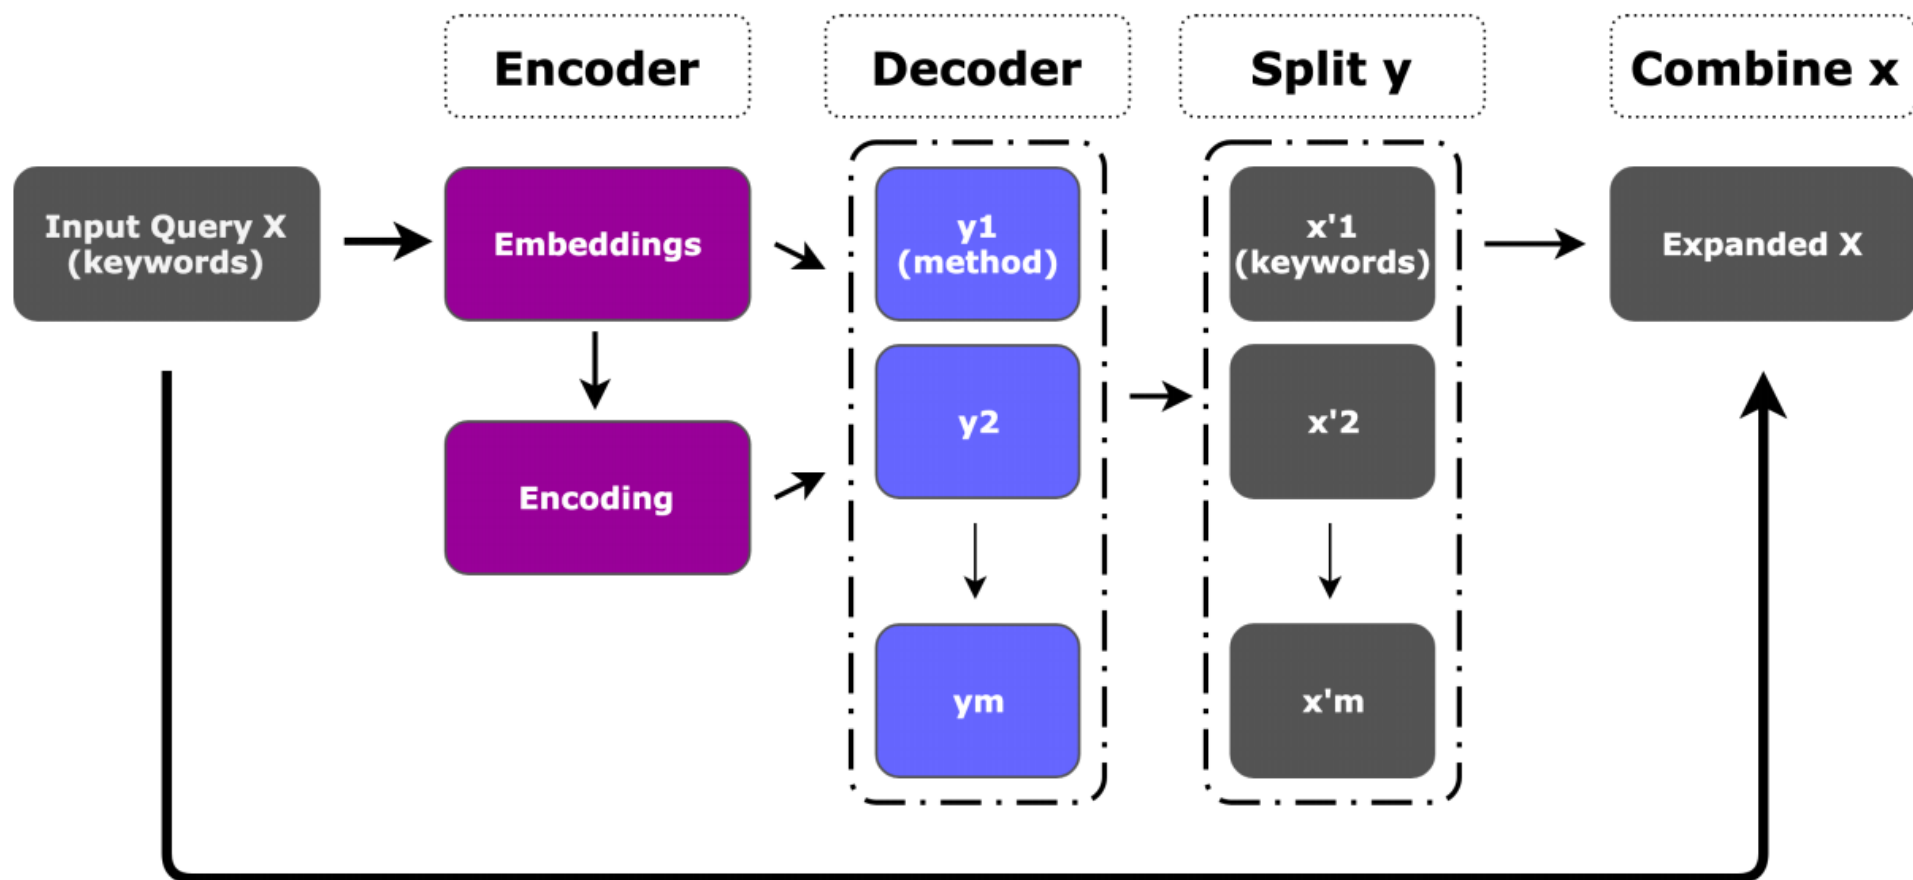 Encoder
Decoder
Split y
Combine x
Input Query X
(keywords)
Embeddings
y1
(method)
x'1
(keywords)
Expanded X
y2
x'2
Encoding
ym
x'm